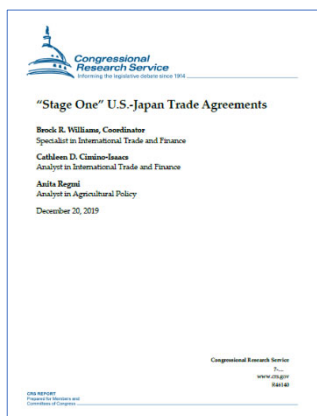 Congressional
Research Service
Informing the legislative debate since 1914
“Stage One” U.S.-Japan Trade Agreements
Brock R. Williams, Coordinator
Specialist in International Trade and Finance
Cathleen D. Cimino-Isaacs
Analyst in International Trade and Finance
Anita Regmi
Analyst in Agricultural Policy
December 20, 2019
Congressional Research Service
7-....
www.crs.gov
R46140
CRS REPORT
Prepared for Members and
Committees of Congress